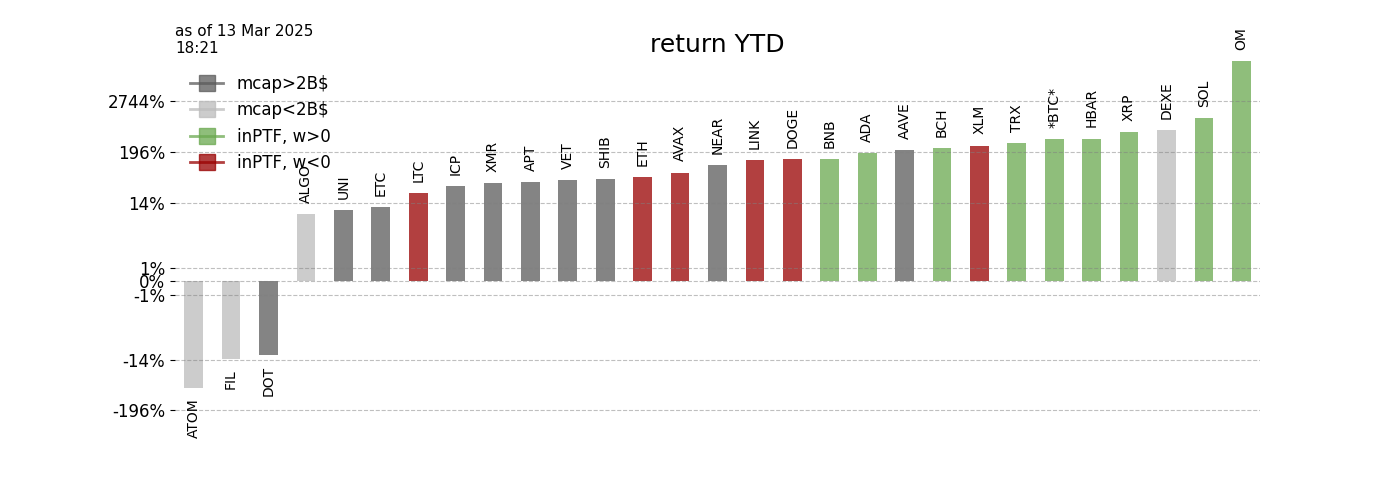 as of 13 Mar 2025
18:21
return YTD
mcap>2B$
mcap<2B$
inPTF, w>0
inPTF, w<0
2744%
196%
14%
1%
0%
-1%
-14%
-196%
ATOM
FIL
DOT
ALGO
UNI
ETC
LTC
ICP
XMR
APT
VET
SHIB
ETH
AVAX
NEAR
LINK
DOGE
BNB
ADA
AAVE
BCH
XLM
TRX
*BTC*
HBAR
XRP
DEXE
SOL
OM